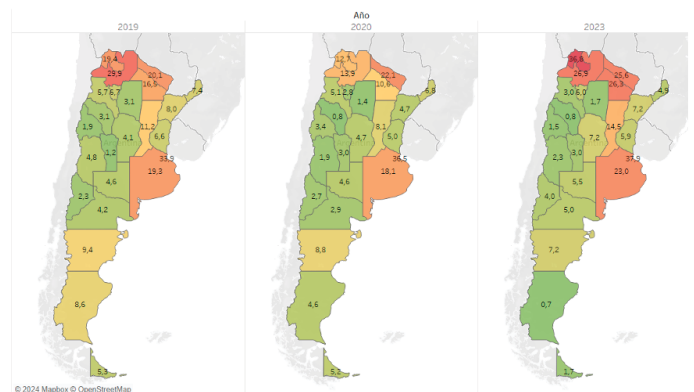 Año
2019 2020 2023
19,4 12,7 36,8
29,9 20,1 13,9 22,1 26,9 25,6
16,5 10,6 26,3
5,7 6,7 7,4 5,1 2,8 6,8 3,0 6,0 4,9
3,1 8,0 1,4 4,7 1,7 7,2
3,1 0,8 0,8
1,9 11,2 3,4 8,1 1,5 14,5
4,1 6,6 4,7 5,0 7,2 5,9
1,2 3,0 3,0
4,8 33,9 1,9 36,5 2,3 37,9
19,3 18,1 23,0
4,6 4,6 5,5
2,3 2,7 4,0
4,2 2,9 5,0
9,4 8,8 7,2
8,6 4,6 0,7
5,3 5,2 1,7
© 2024 Mapbox © OpenStreetMap